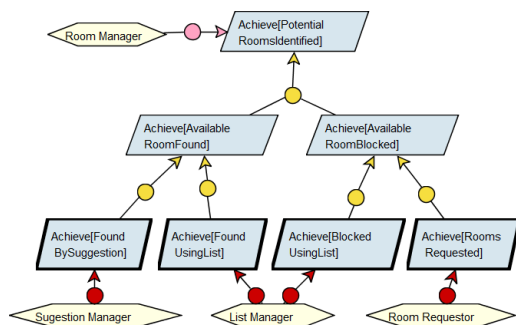 Achieve[Potential
RoomsIdentified]
Room Manager
Achieve[Available
RoomFound]
Achieve[Available
RoomBlocked]
Achieve[Found
BySuggestion]
Achieve[Found
UsingList]
Achieve[Blocked
UsingList]
Achieve[Rooms
Requested]
Sugestion Manager
List Manager
Room Requestor